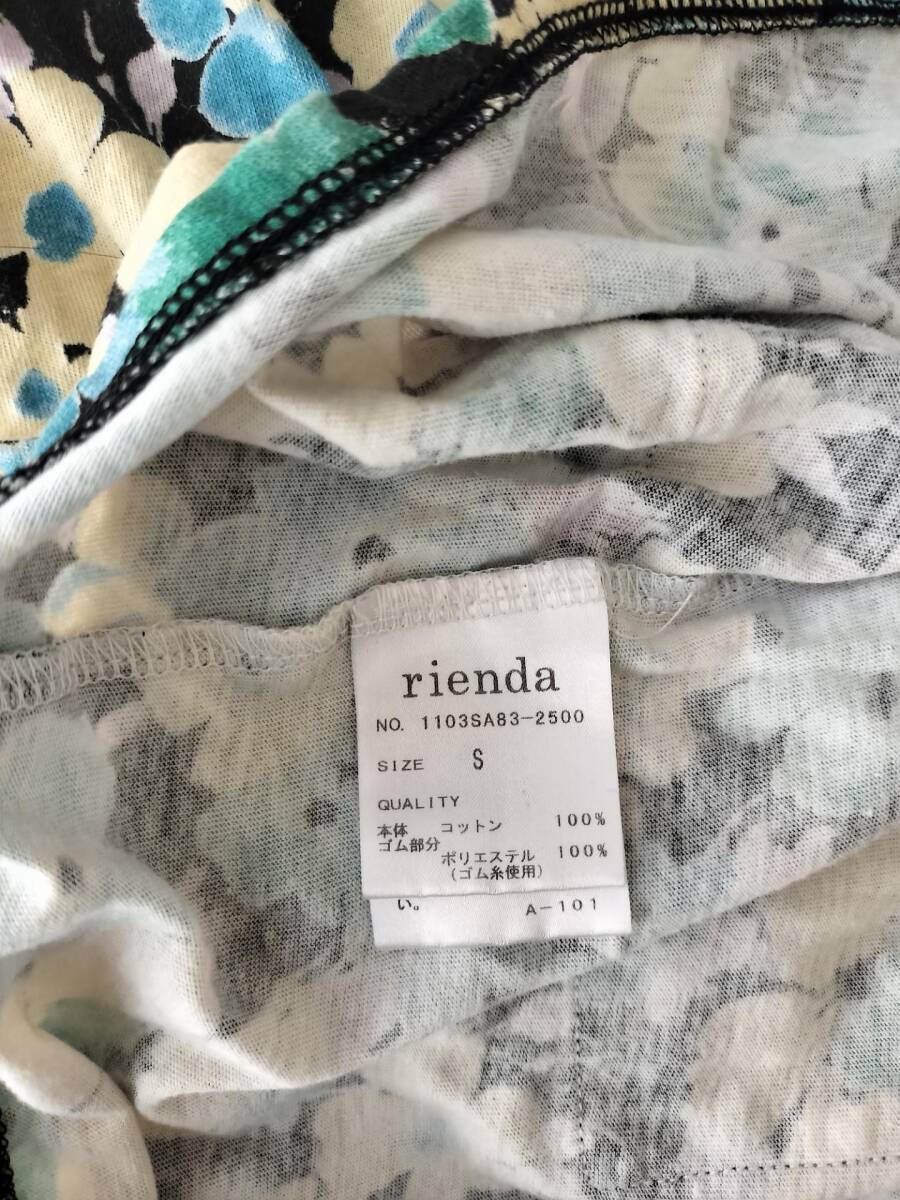 rienda
NO. 1103SA83-2500
SIZE S
QUALITY
本体 コットン 100%
ゴム部分
ポリエステル 100%
(ゴム糸使用)
い。
A-101